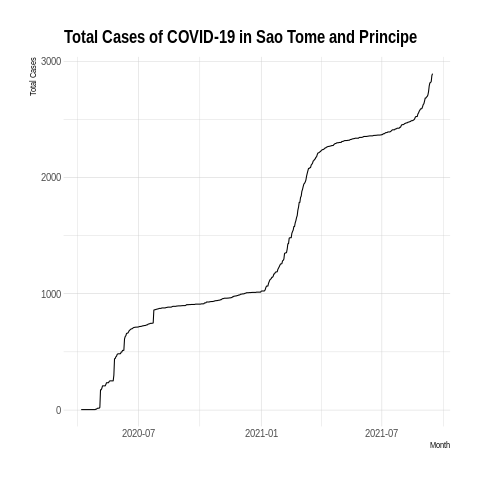 Total Cases of COVID-19 in Sao Tome and Principe
Total Cases
3000
2000
1000
0
2020-07
2021-01
2021-07
Month